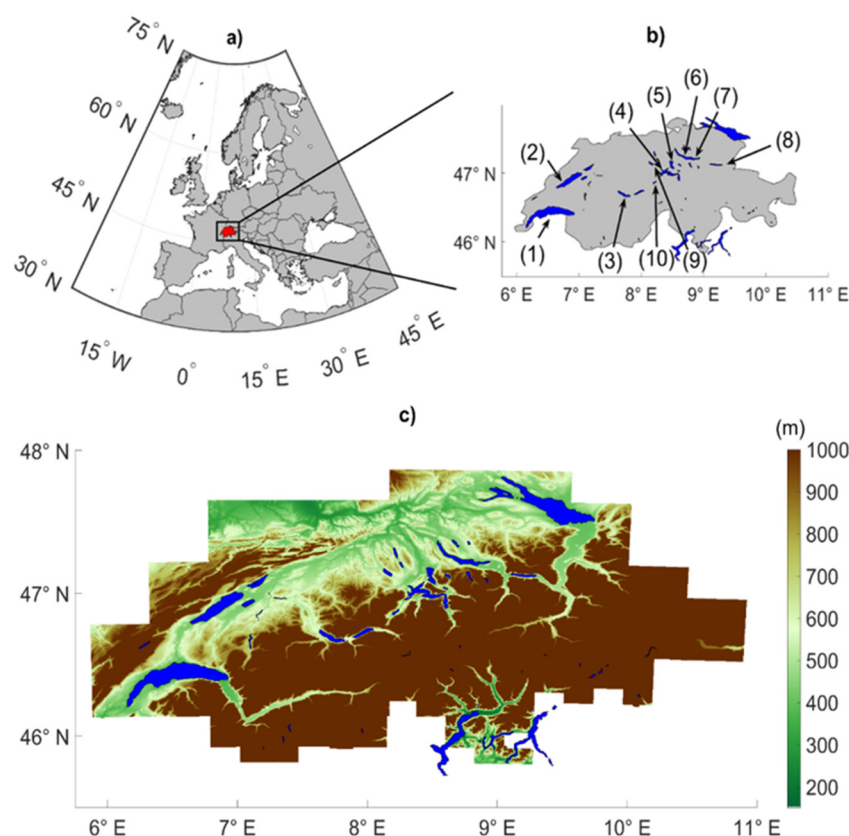 a)
75° N
60° N
45° N
30° N
15° W
0°
15° E
30° E
45° E
b)
(6)
(5)
(4)
(7)
(8)
(2)
47° N
46° N
(1)
(3)
(10)
(9)
6° E
7° E
8° E
9° E
10° E
11° E
c)
(m)
48° N
47° N
46° N
6° E
7° E
8° E
9° E
10° E
11° E
1000
900
800
700
600
500
400
300
200